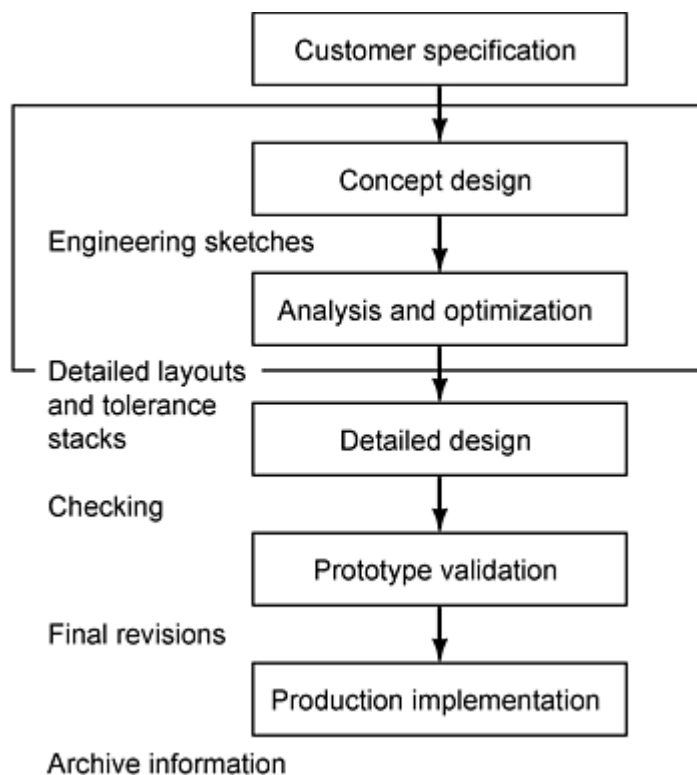 Customer specification
Concept design
Engineering sketches
Analysis and optimization
Detailed layouts
and tolerance
stacks
Detailed design
Checking
Prototype validation
Final revisions
Production implementation
Archive information